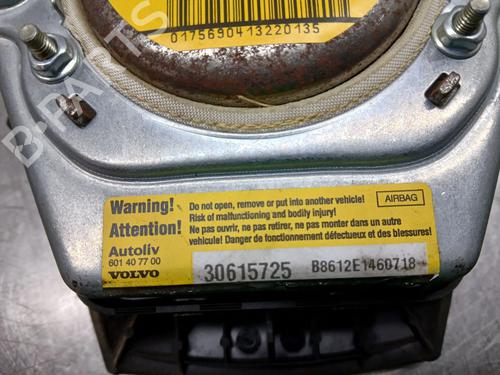 0175690413220135
Warning!
Attention!
Autoliv
601 40 77 00
VOLVO
Do not open, remove or put into another vehicle!
Risk of malfunctioning and bodily injury!
Ne pas ouvrir, ne pas retirer, ne pas monter dans un autre
vehicule! Danger de fonctionnement défectueux et des blessures!
AIRBAG
30615725
B8612E1460718
B-PARTS